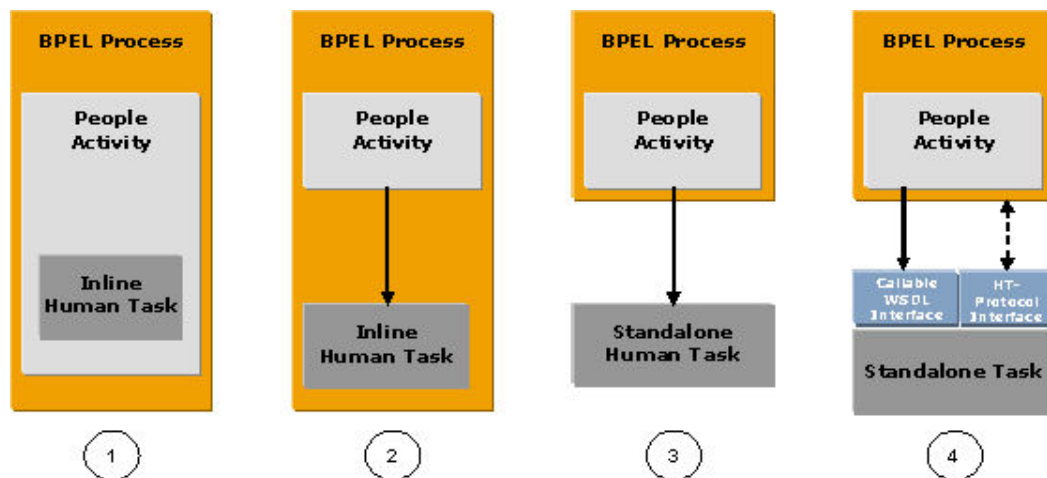 BPEL Process
People
Activity
Inline
Human Task
1
BPEL Process
People
Activity
Inline
Human Task
2
BPEL Process
People
Activity
Standalone
Human Task
3
BPEL Process
People
Activity
Callable
WSDL
Interface
HT-
Protocol
Interface
Standalone Task
4